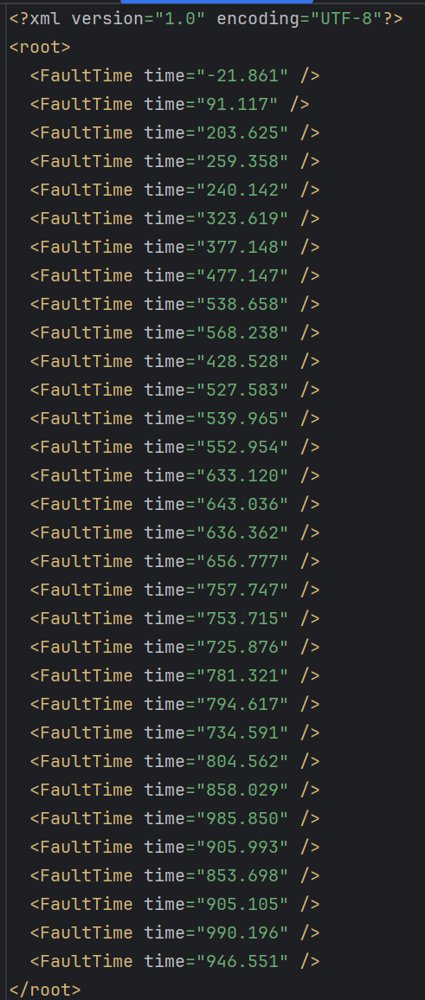 <?xml version="1.0" encoding="UTF-8"?>
<root>
<FaultTime time="-21.861" />
<FaultTime time="91.117" />
<FaultTime time="203.625" />
<FaultTime time="259.358" />
<FaultTime time="240.142" />
<FaultTime time="323.619" />
<FaultTime time="377.148" />
<FaultTime time="477.147" />
<FaultTime time="538.658" />
<FaultTime time="568.238" />
<FaultTime time="428.528" />
<FaultTime time="527.583" />
<FaultTime time="539.965" />
<FaultTime time="552.954" />
<FaultTime time="633.120" />
<FaultTime time="643.036" />
<FaultTime time="636.362" />
<FaultTime time="656.777" />
<FaultTime time="757.747" />
<FaultTime time="753.715" />
<FaultTime time="725.876" />
<FaultTime time="781.321" />
<FaultTime time="794.617" />
<FaultTime time="734.591" />
<FaultTime time="804.562" />
<FaultTime time="858.029" />
<FaultTime time="985.850" />
<FaultTime time="905.993" />
<FaultTime time="853.698" />
<FaultTime time="905.105" />
<FaultTime time="990.196" />
<FaultTime time="946.551" />
</root>